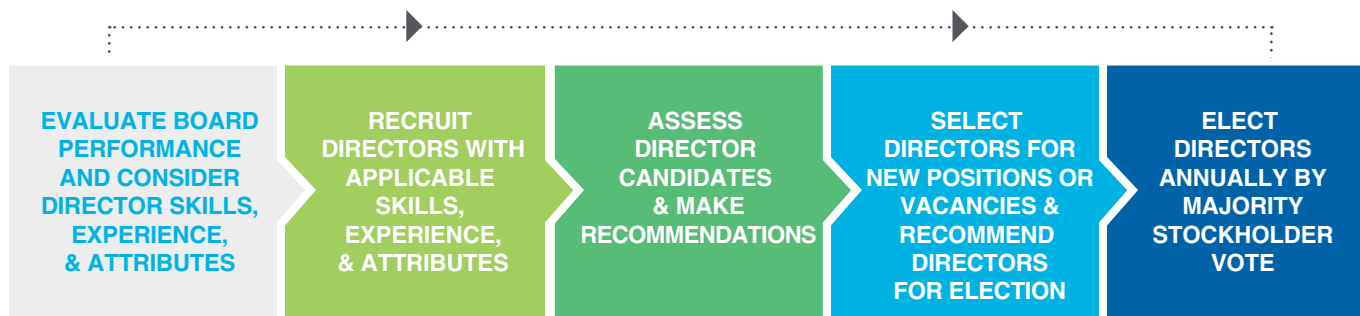 EVALUATE BOARD
PERFORMANCE
AND CONSIDER
DIRECTOR SKILLS,
EXPERIENCE,
& ATTRIBUTES
RECRUIT
DIRECTORS WITH
APPLICABLE
SKILLS,
EXPERIENCE,
& ATTRIBUTES
ASSESS
DIRECTOR
CANDIDATES
& MAKE
RECOMMENDATIONS
SELECT
DIRECTORS FOR
NEW POSITIONS OR
VACANCIES &
RECOMMEND
DIRECTORS
FOR ELECTION
ELECT
DIRECTORS
ANNUALLY BY
MAJORITY
STOCKHOLDER
VOTE